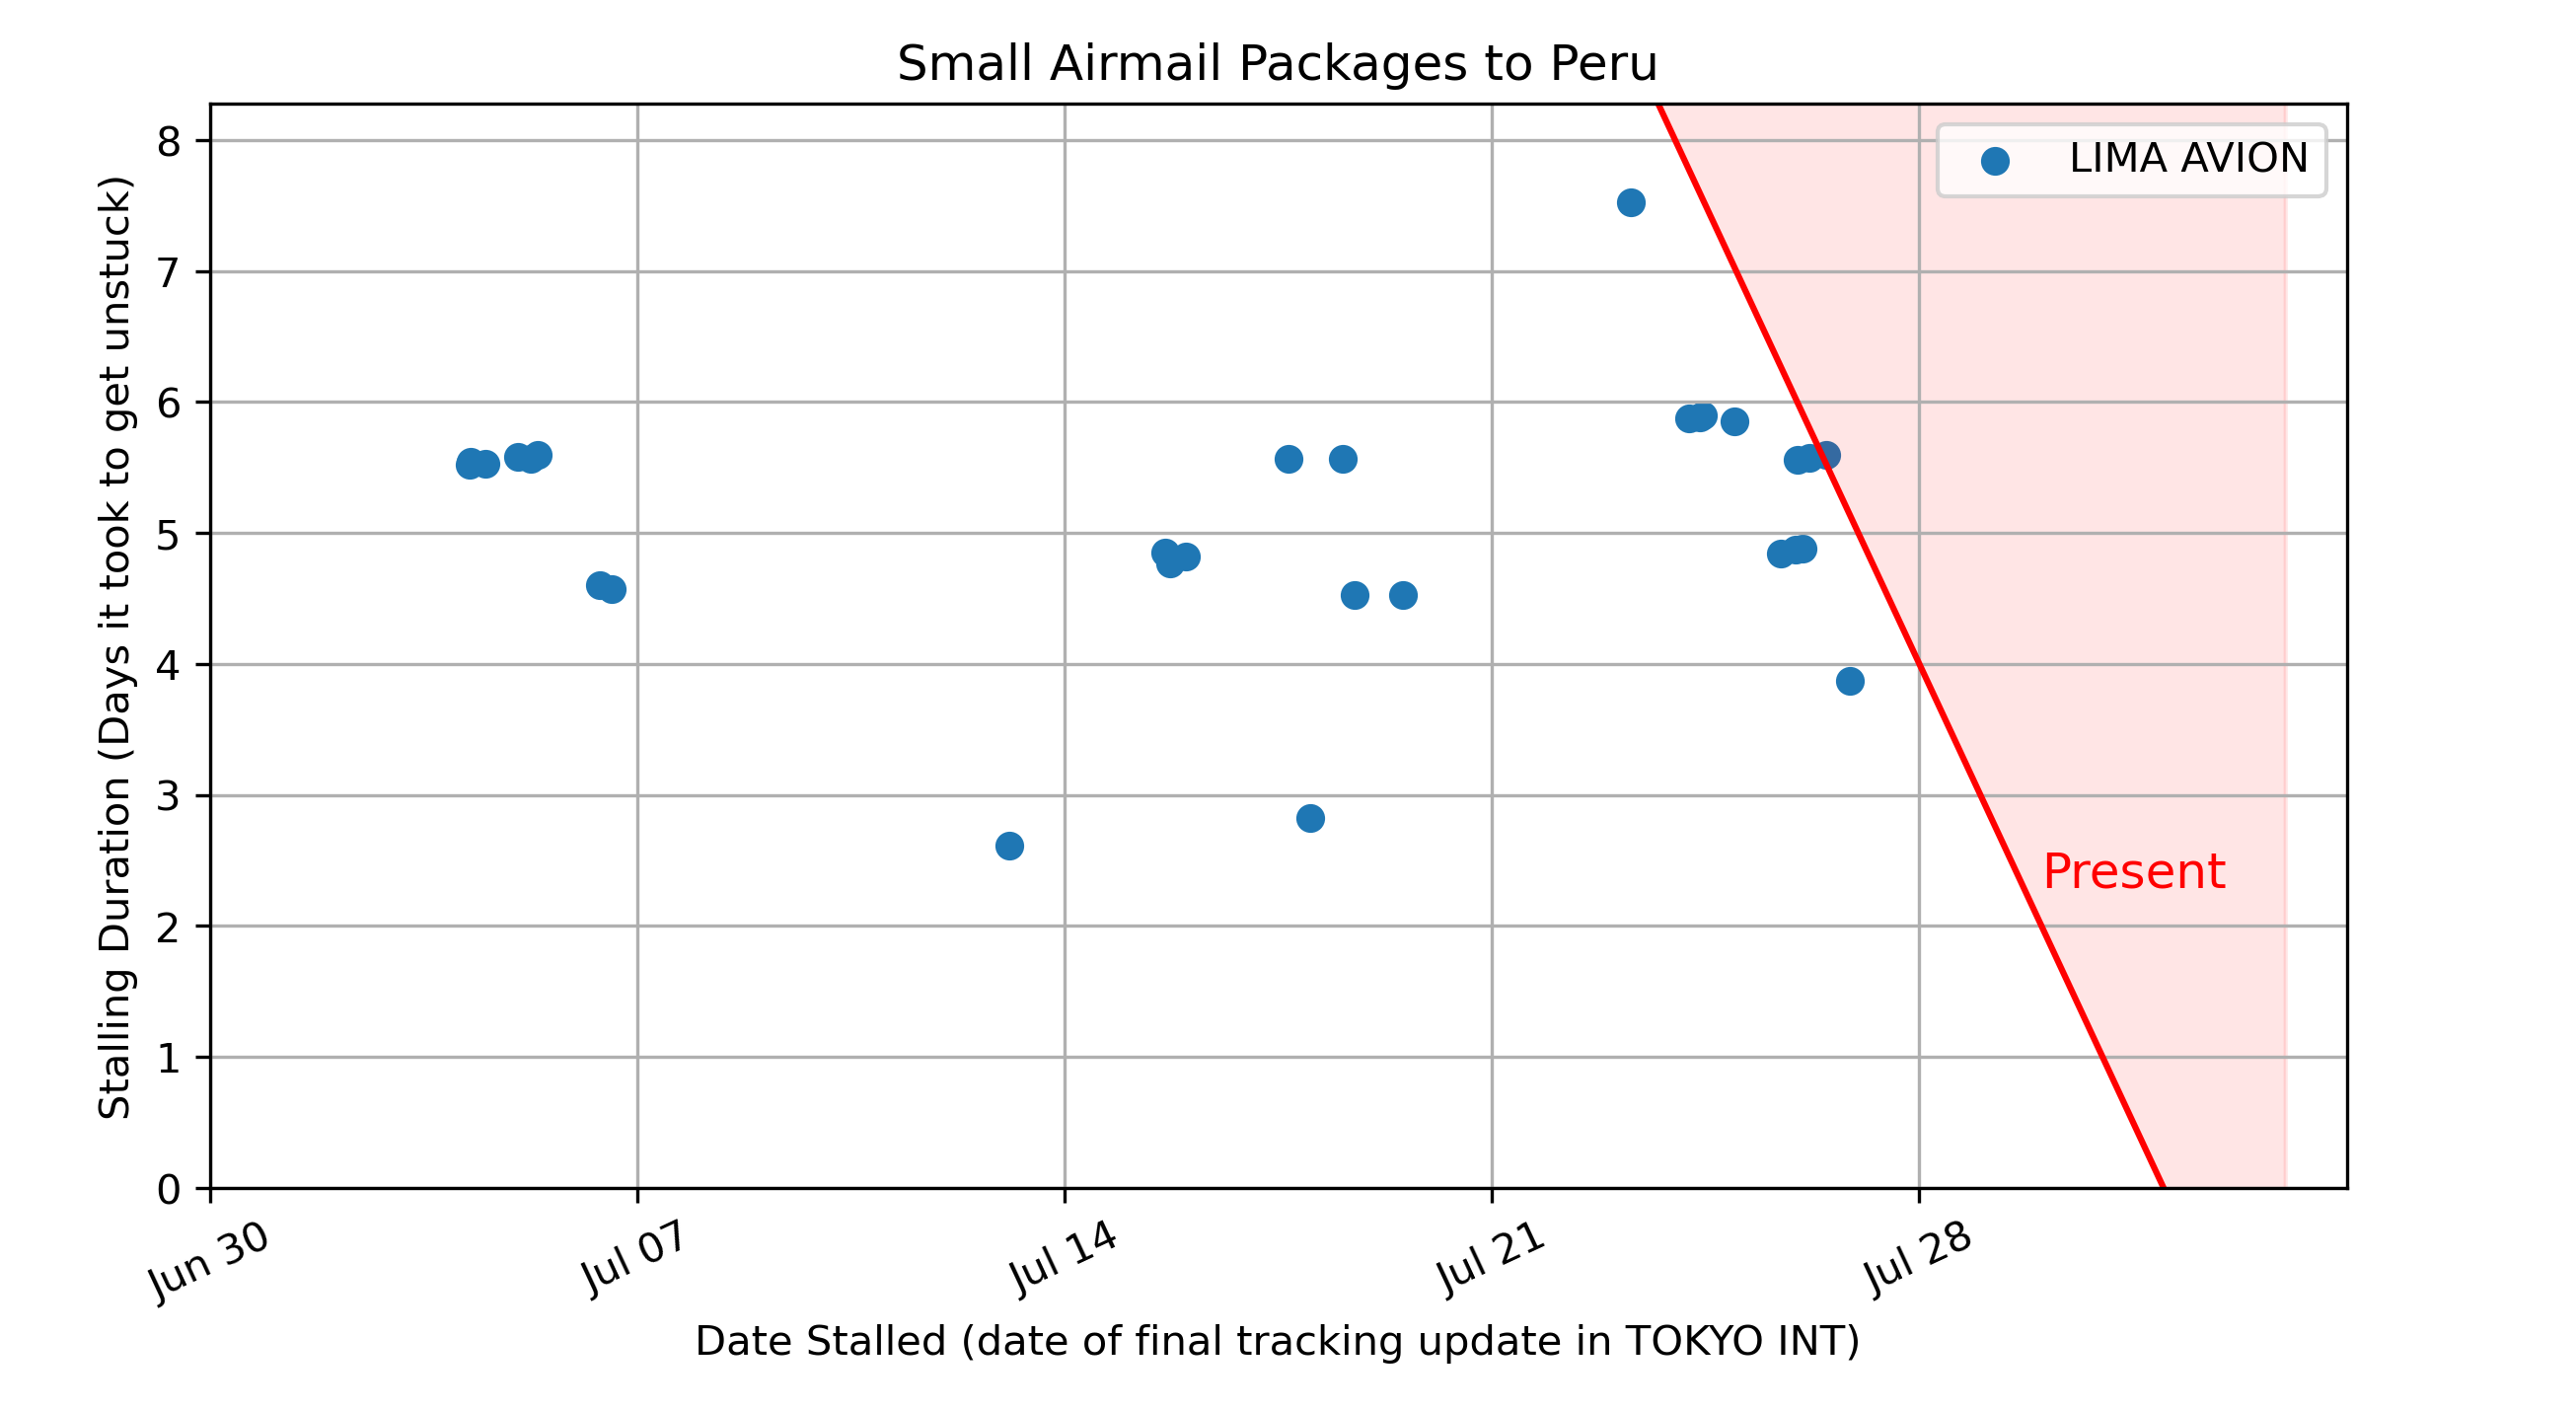 Small Airmail Packages to Peru
LIMA AVION
Stalling Duration (Days it took to get unstuck)
8
7
6
5
4
3
2
1
0
Present
Jun 30
Jul 07
Jul 14
Jul 21
Jul 28
Date Stalled (date of final tracking update in TOKYO INT)